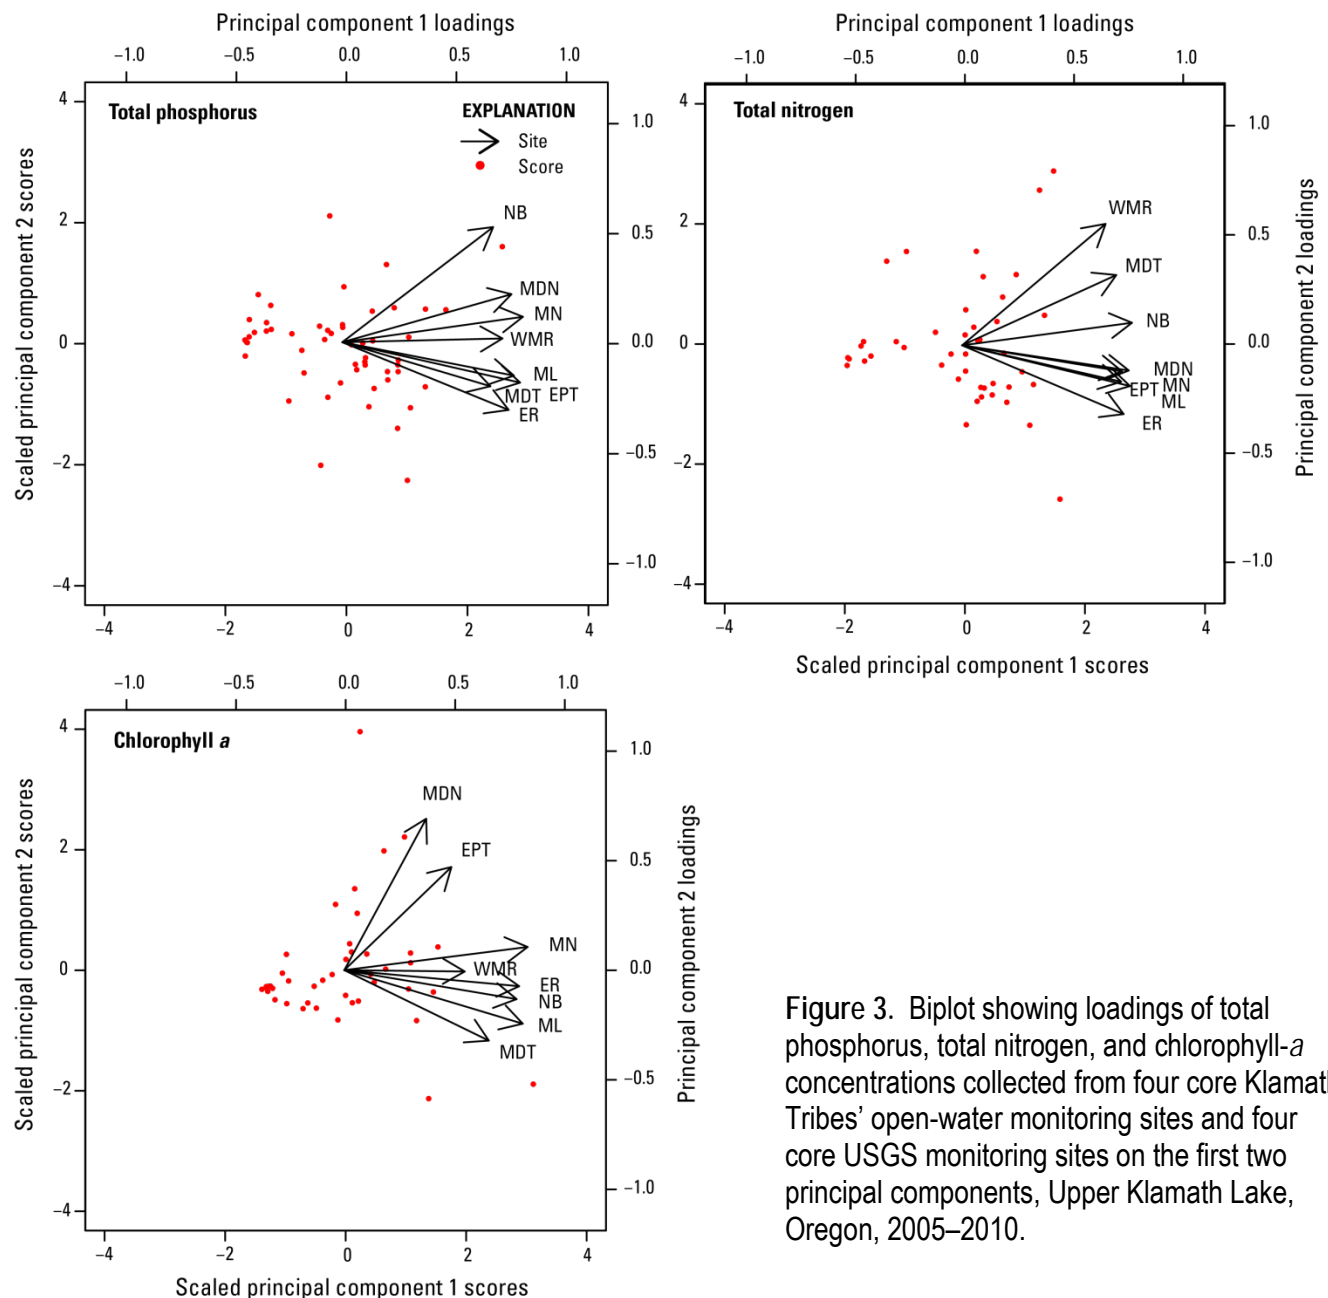 Principal component 1 loadings
−1.0 −0.5 0.0 0.5 1.0
Total phosphorus
EXPLANATION
Site
Score
Scaled principal component 2 scores
4
2
0
−2
−4
1.0
0.5
0.0
−0.5
−1.0
NB
MDN
MN
WMR
ML
MDT EPT
ER
−4 −2 0 2 4
Principal component 1 loadings
−1.0 −0.5 0.0 0.5 1.0
Total nitrogen
4
2
0
−2
−4
1.0
0.5
0.0
−0.5
−1.0
Principal component 2 loadings
WMR
MDT
NB
MDN
EPT MN
ML
ER
−4 −2 0 2 4
Scaled principal component 1 scores
−1.0 −0.5 0.0 0.5 1.0
Chlorophyll a
Scaled principal component 2 scores
4
2
0
−2
−4
1.0
0.5
0.0
−0.5
−1.0
Principal component 2 loadings
MDN
EPT
MN
WMR
ER
NB
ML
MDT
−4 −2 0 2 4
Scaled principal component 1 scores
Figure 3. Biplot showing loadings of total
phosphorus, total nitrogen, and chlorophyll-a
concentrations collected from four core Klamath
Tribes’ open-water monitoring sites and four
core USGS monitoring sites on the first two
principal components, Upper Klamath Lake,
Oregon, 2005–2010.